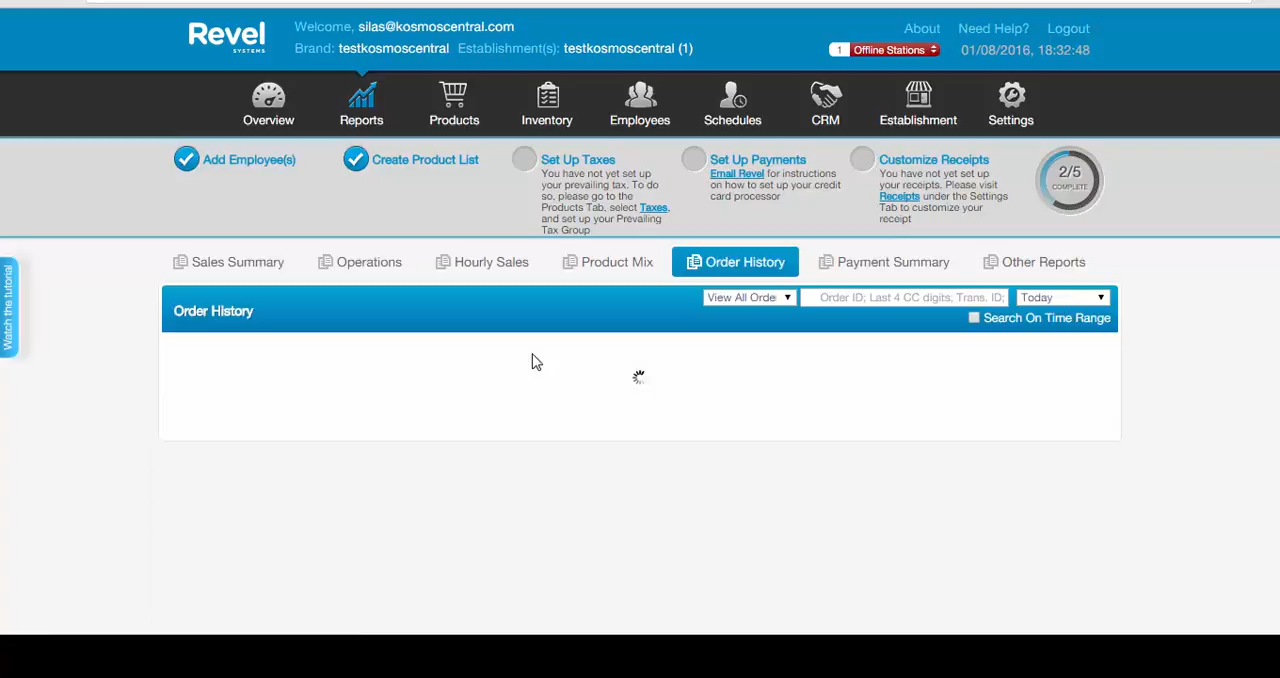 Revel
SYSTEMS
Welcome, silas@kosmoscentral.com
Brand: testkosmoscentral Establishment(s): testkosmoscentral (1)
About Need Help? Logout
1 Offline Stations 01/08/2016, 18:32:48
Overview Reports Products Inventory Employees Schedules CRM Establishment Settings
Add Employee(s)
Create Product List
Set Up Taxes
You have not yet set up
your prevailing tax. To do
so, please go to the
Products Tab, select Taxes,
and set up your Prevailing
Tax Group
Set Up Payments
Email Revel for instructions
on how to set up your credit
card processor
Customize Receipts
You have not yet set up
your receipts. Please visit
Receipts under the Settings
Tab to customize your
receipt
2/5
COMPLETE
Watch the tutorial
Sales Summary Operations Hourly Sales Product Mix Order History Payment Summary Other Reports
Order History
View All Orde Order ID; Last 4 CC digits; Trans. ID; Today
Search On Time Range